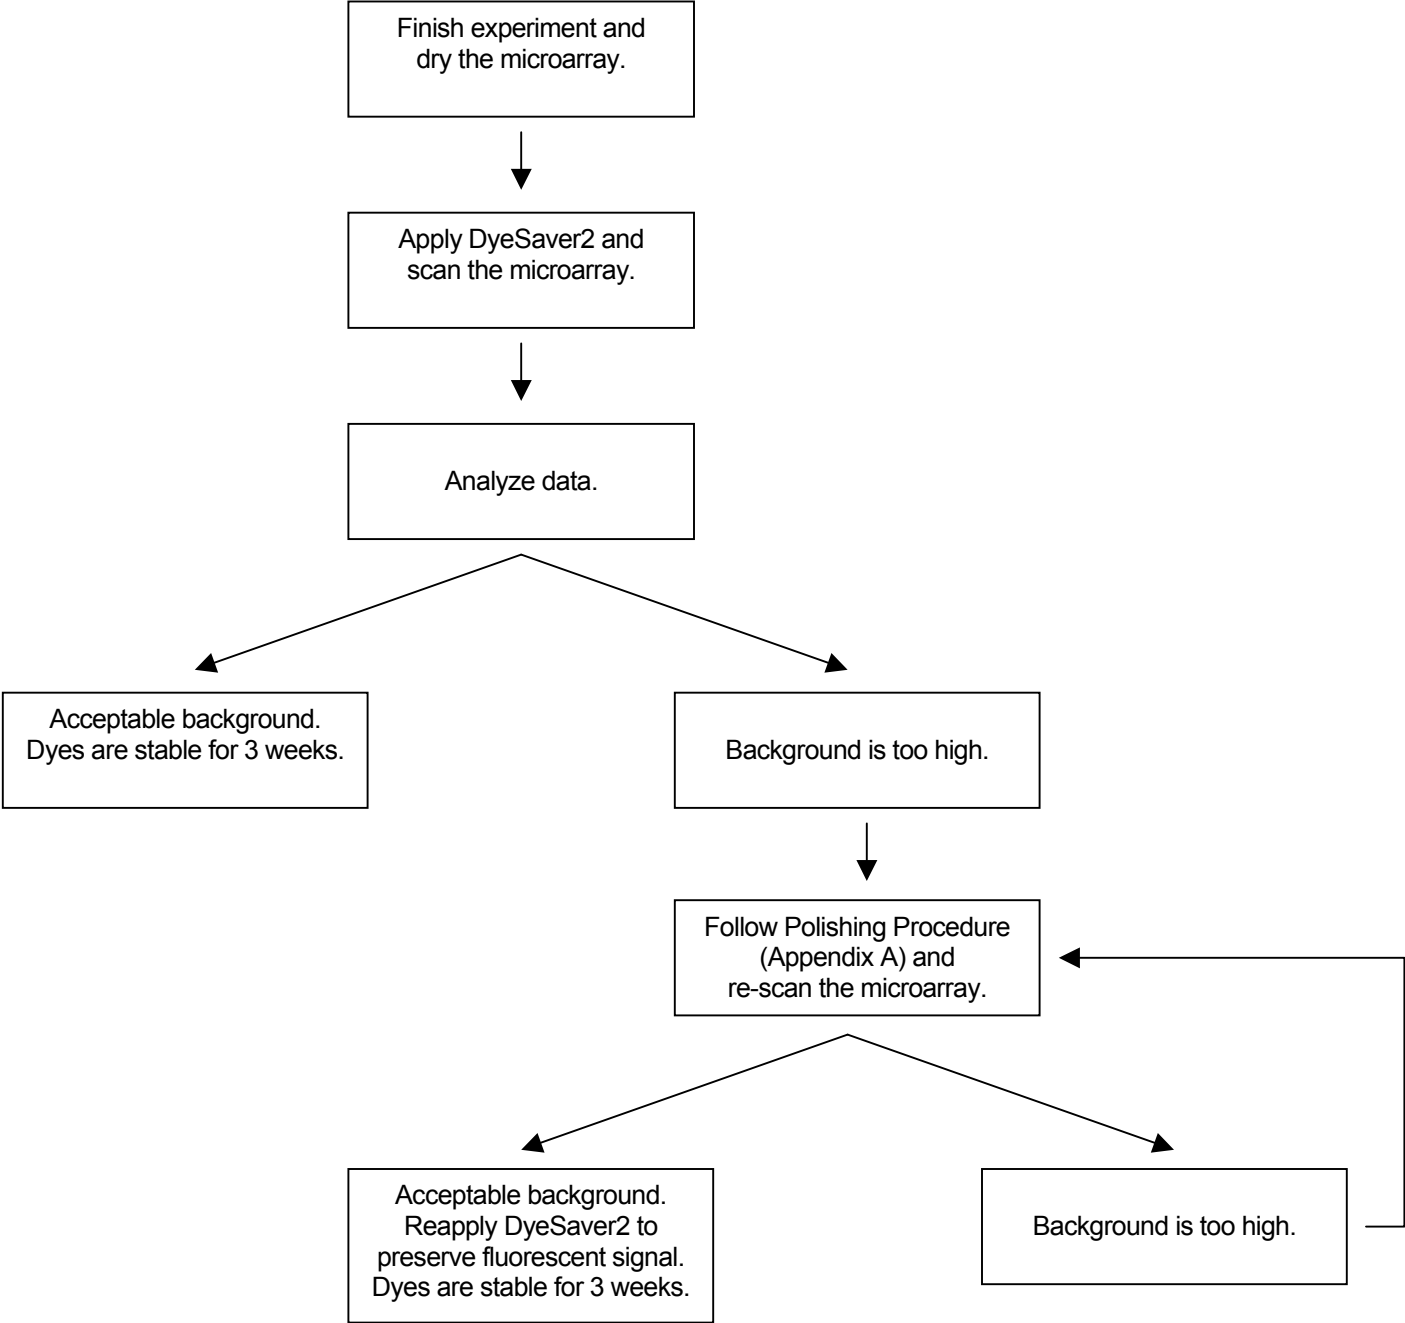 Finish experiment and
dry the microarray.
Apply DyeSaver2 and
scan the microarray.
Analyze data.
Acceptable background.
Dyes are stable for 3 weeks.
Background is too high.
Follow Polishing Procedure
(Appendix A) and
re-scan the microarray.
Acceptable background.
Reapply DyeSaver2 to
preserve fluorescent signal.
Dyes are stable for 3 weeks.
Background is too high.